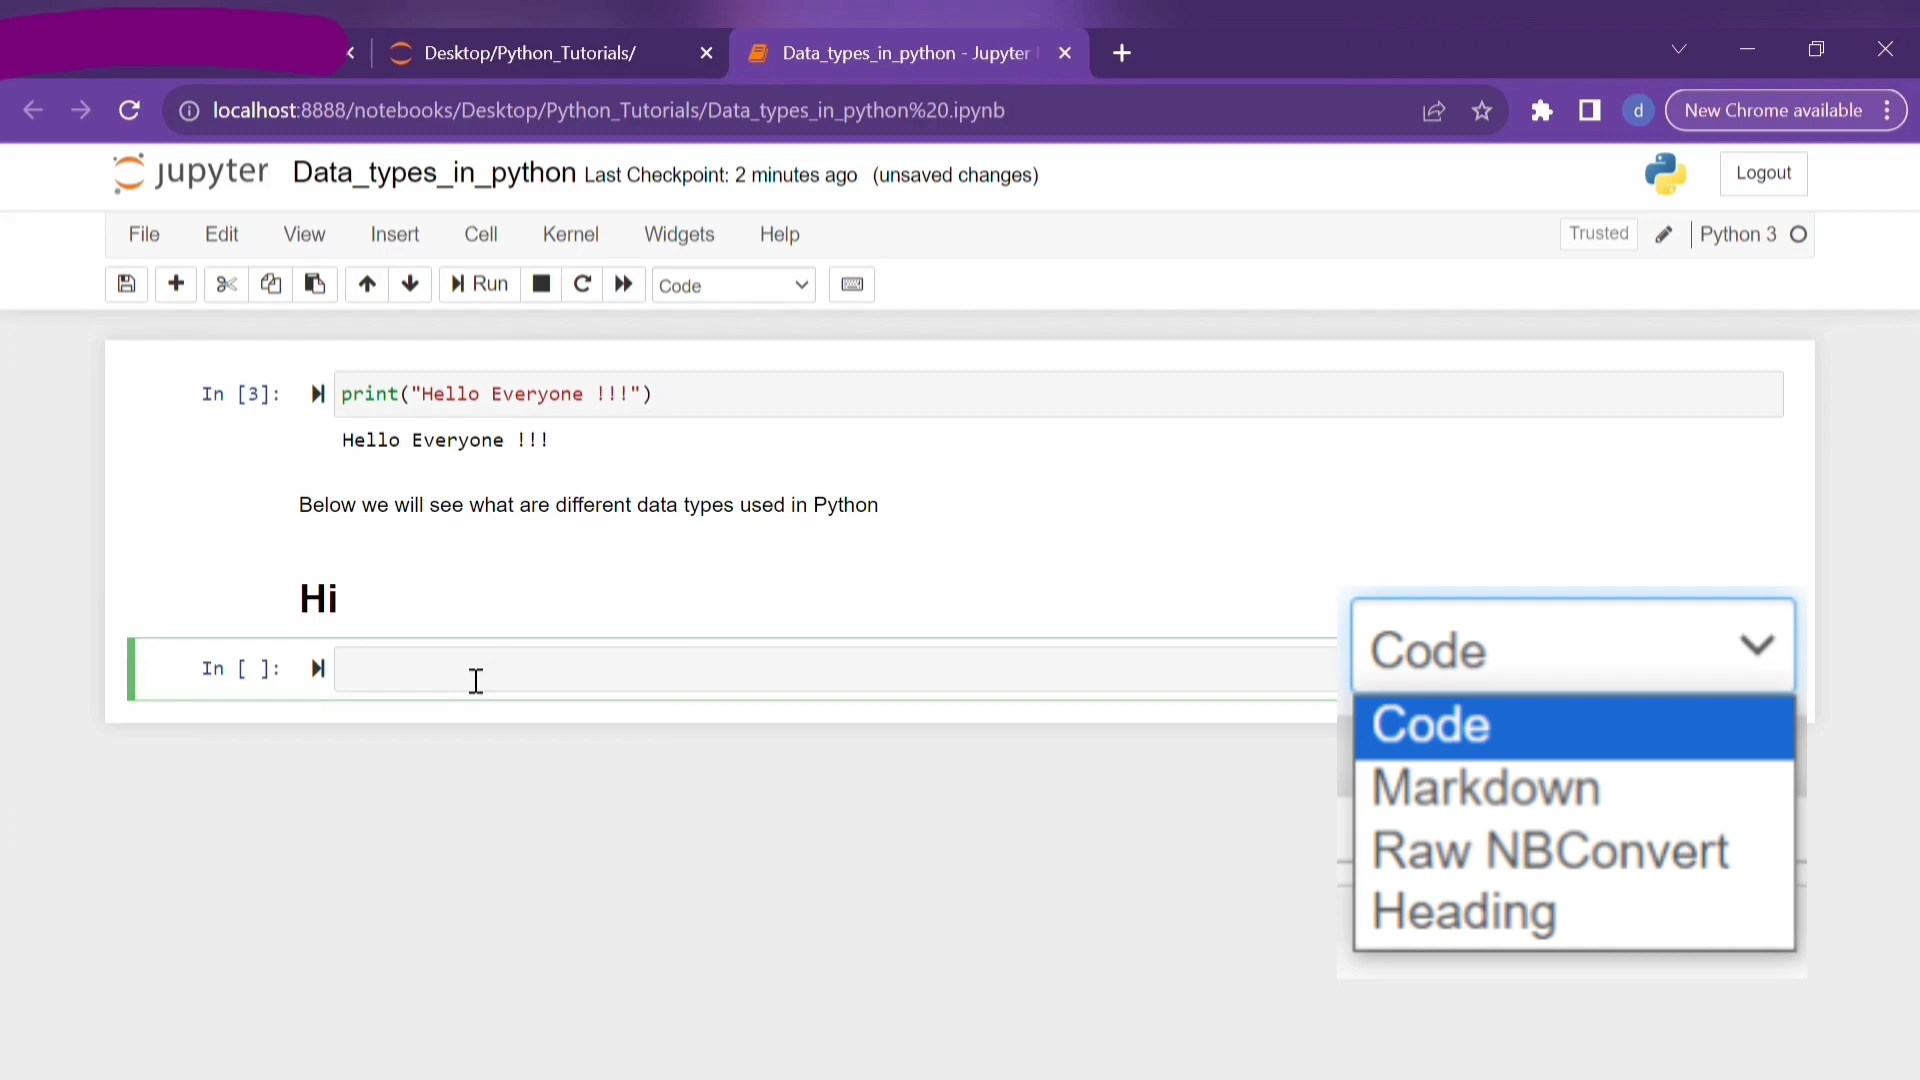 Desktop/Python_Tutorials/
Data_types_in_python - Jupyter
localhost:8888/notebooks/Desktop/Python_Tutorials/Data_types_in_python%20.ipynb
d
New Chrome available
jupyter
Data_types_in_python
Last Checkpoint: 2 minutes ago (unsaved changes)
Logout
File Edit View Insert Cell Kernel Widgets Help
Trusted
Python 3
Run
Code
In [3]:
print("Hello Everyone !!!")
Hello Everyone !!!
Below we will see what are different data types used in Python
Hi
In [ ]:
Code
Code
Markdown
Raw NBConvert
Heading